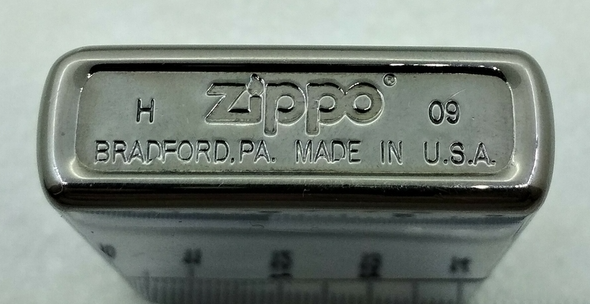 H Zippo® 09
BRADFORD, PA. MADE IN U.S.A.